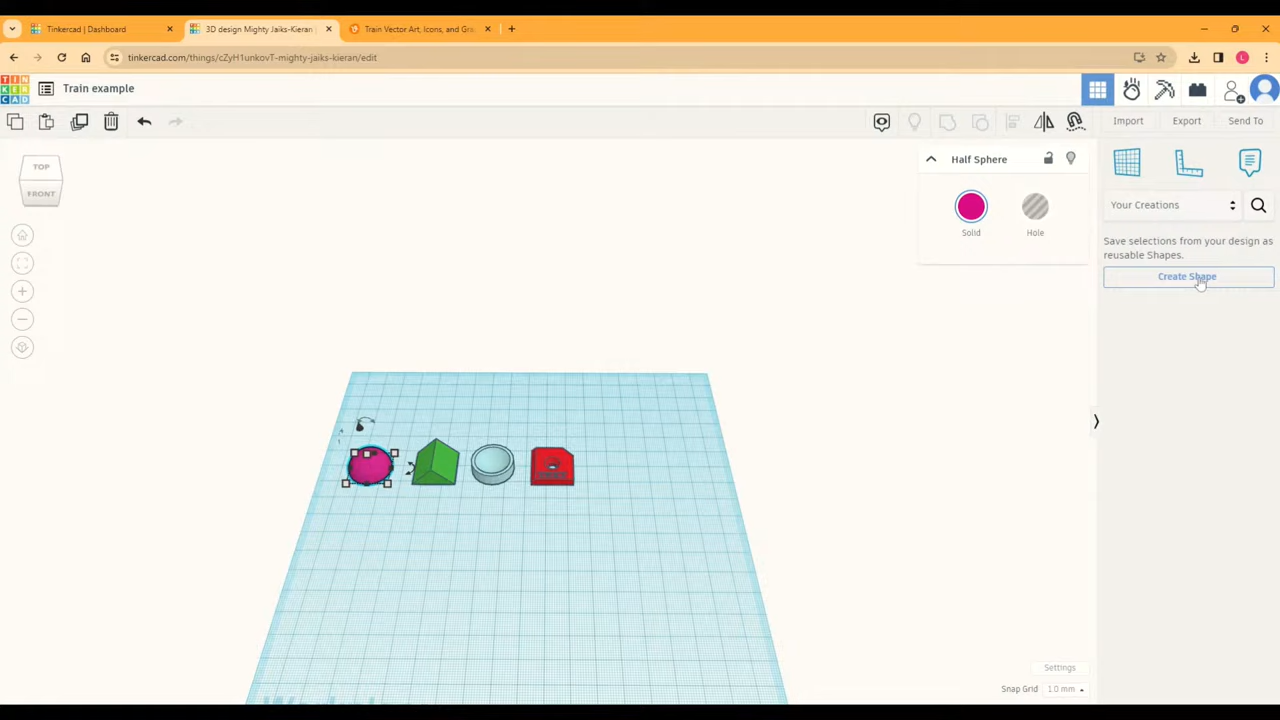 Tinkercad | Dashboard
3D design Mighty Jaiks-Kieran
Train Vector Art, Icons, and Gra
tinkercad.com/things/cZyH1unkovT-mighty-jaiks-kieran/edit
L
TIN
KER
CAD
Train example
Import
Export
Send To
TOP
FRONT
Half Sphere
Solid
Hole
Your Creations
Save selections from your design as
reusable Shapes.
Create Shape
Settings
Snap Grid
1.0 mm